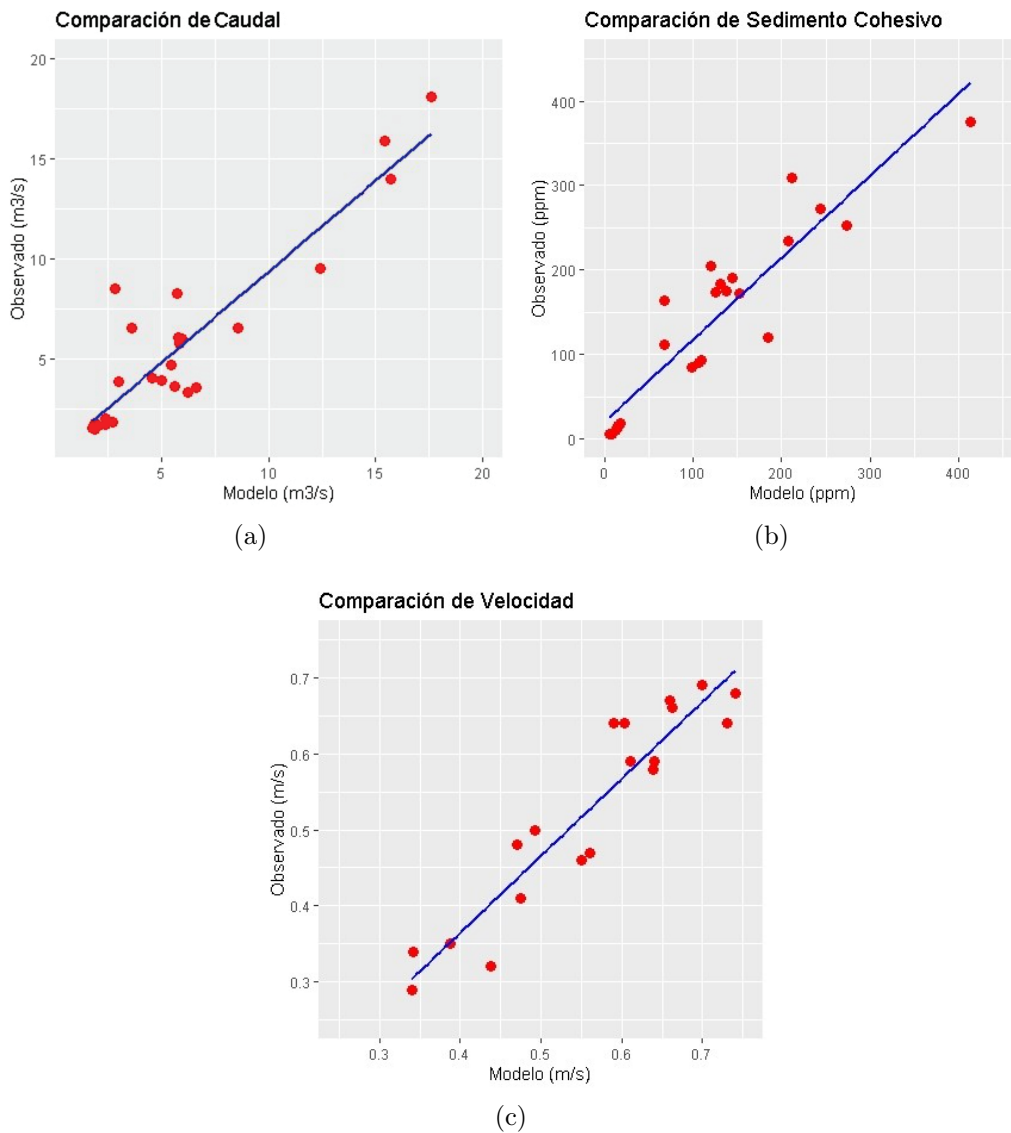 Comparación de Caudal
20
15
10
5
Observado (m3/s)
5
10
15
20
Modelo (m3/s)
(a)
Comparación de Sedimento Cohesivo
400
300
200
100
0
Observado (ppm)
0
100
200
300
400
Modelo (ppm)
(b)
Comparación de Velocidad
0.7
0.6
0.5
0.4
0.3
Observado (m/s)
0.3
0.4
0.5
0.6
0.7
Modelo (m/s)
(c)